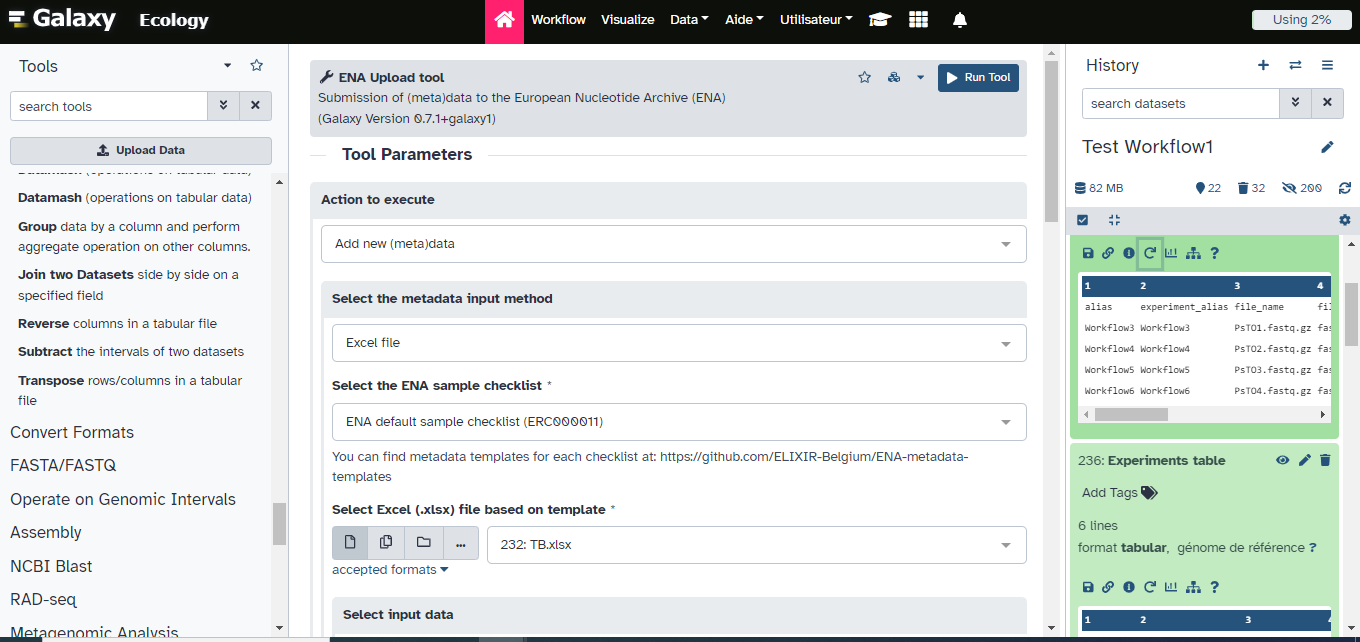 Galaxy Ecology
Workflow Visualize Data Aide Utilisateur
Using 2%
Tools
search tools
Upload Data
Datamash (operations on tabular data)
Datamash (operations on tabular data)
Group data by a column and perform
aggregate operation on other columns.
Join two Datasets side by side on a
specified field
Reverse columns in a tabular file
Subtract the intervals of two datasets
Transpose rows/columns in a tabular
file
Convert Formats
FASTA/FASTQ
Operate on Genomic Intervals
Assembly
NCBI Blast
RAD-seq
Metagenomic Analysis
ENA Upload tool
Run Tool
Submission of (meta)data to the European Nucleotide Archive (ENA)
(Galaxy Version 0.7.1+galaxy1)
Tool Parameters
Action to execute
Add new (meta)data
Select the metadata input method
Excel file
Select the ENA sample checklist *
ENA default sample checklist (ERC000011)
You can find metadata templates for each checklist at: https://github.com/ELIXIR-Belgium/ENA-metadata-
templates
Select Excel (.xlsx) file based on template *
232: TB.xlsx
accepted formats
Select input data
History
search datasets
Test Workflow1
82 MB 22 32 200
1 2 3 4
alias experiment_alias file_name fil
Workflow3 Workflow3 PsTO1.fastq.gz fas
Workflow4 Workflow4 PsTO2.fastq.gz fas
Workflow5 Workflow5 PsTO3.fastq.gz fas
Workflow6 Workflow6 PsTO4.fastq.gz fas
236: Experiments table
Add Tags
6 lines
format tabular, génome de référence ?
1 2 3